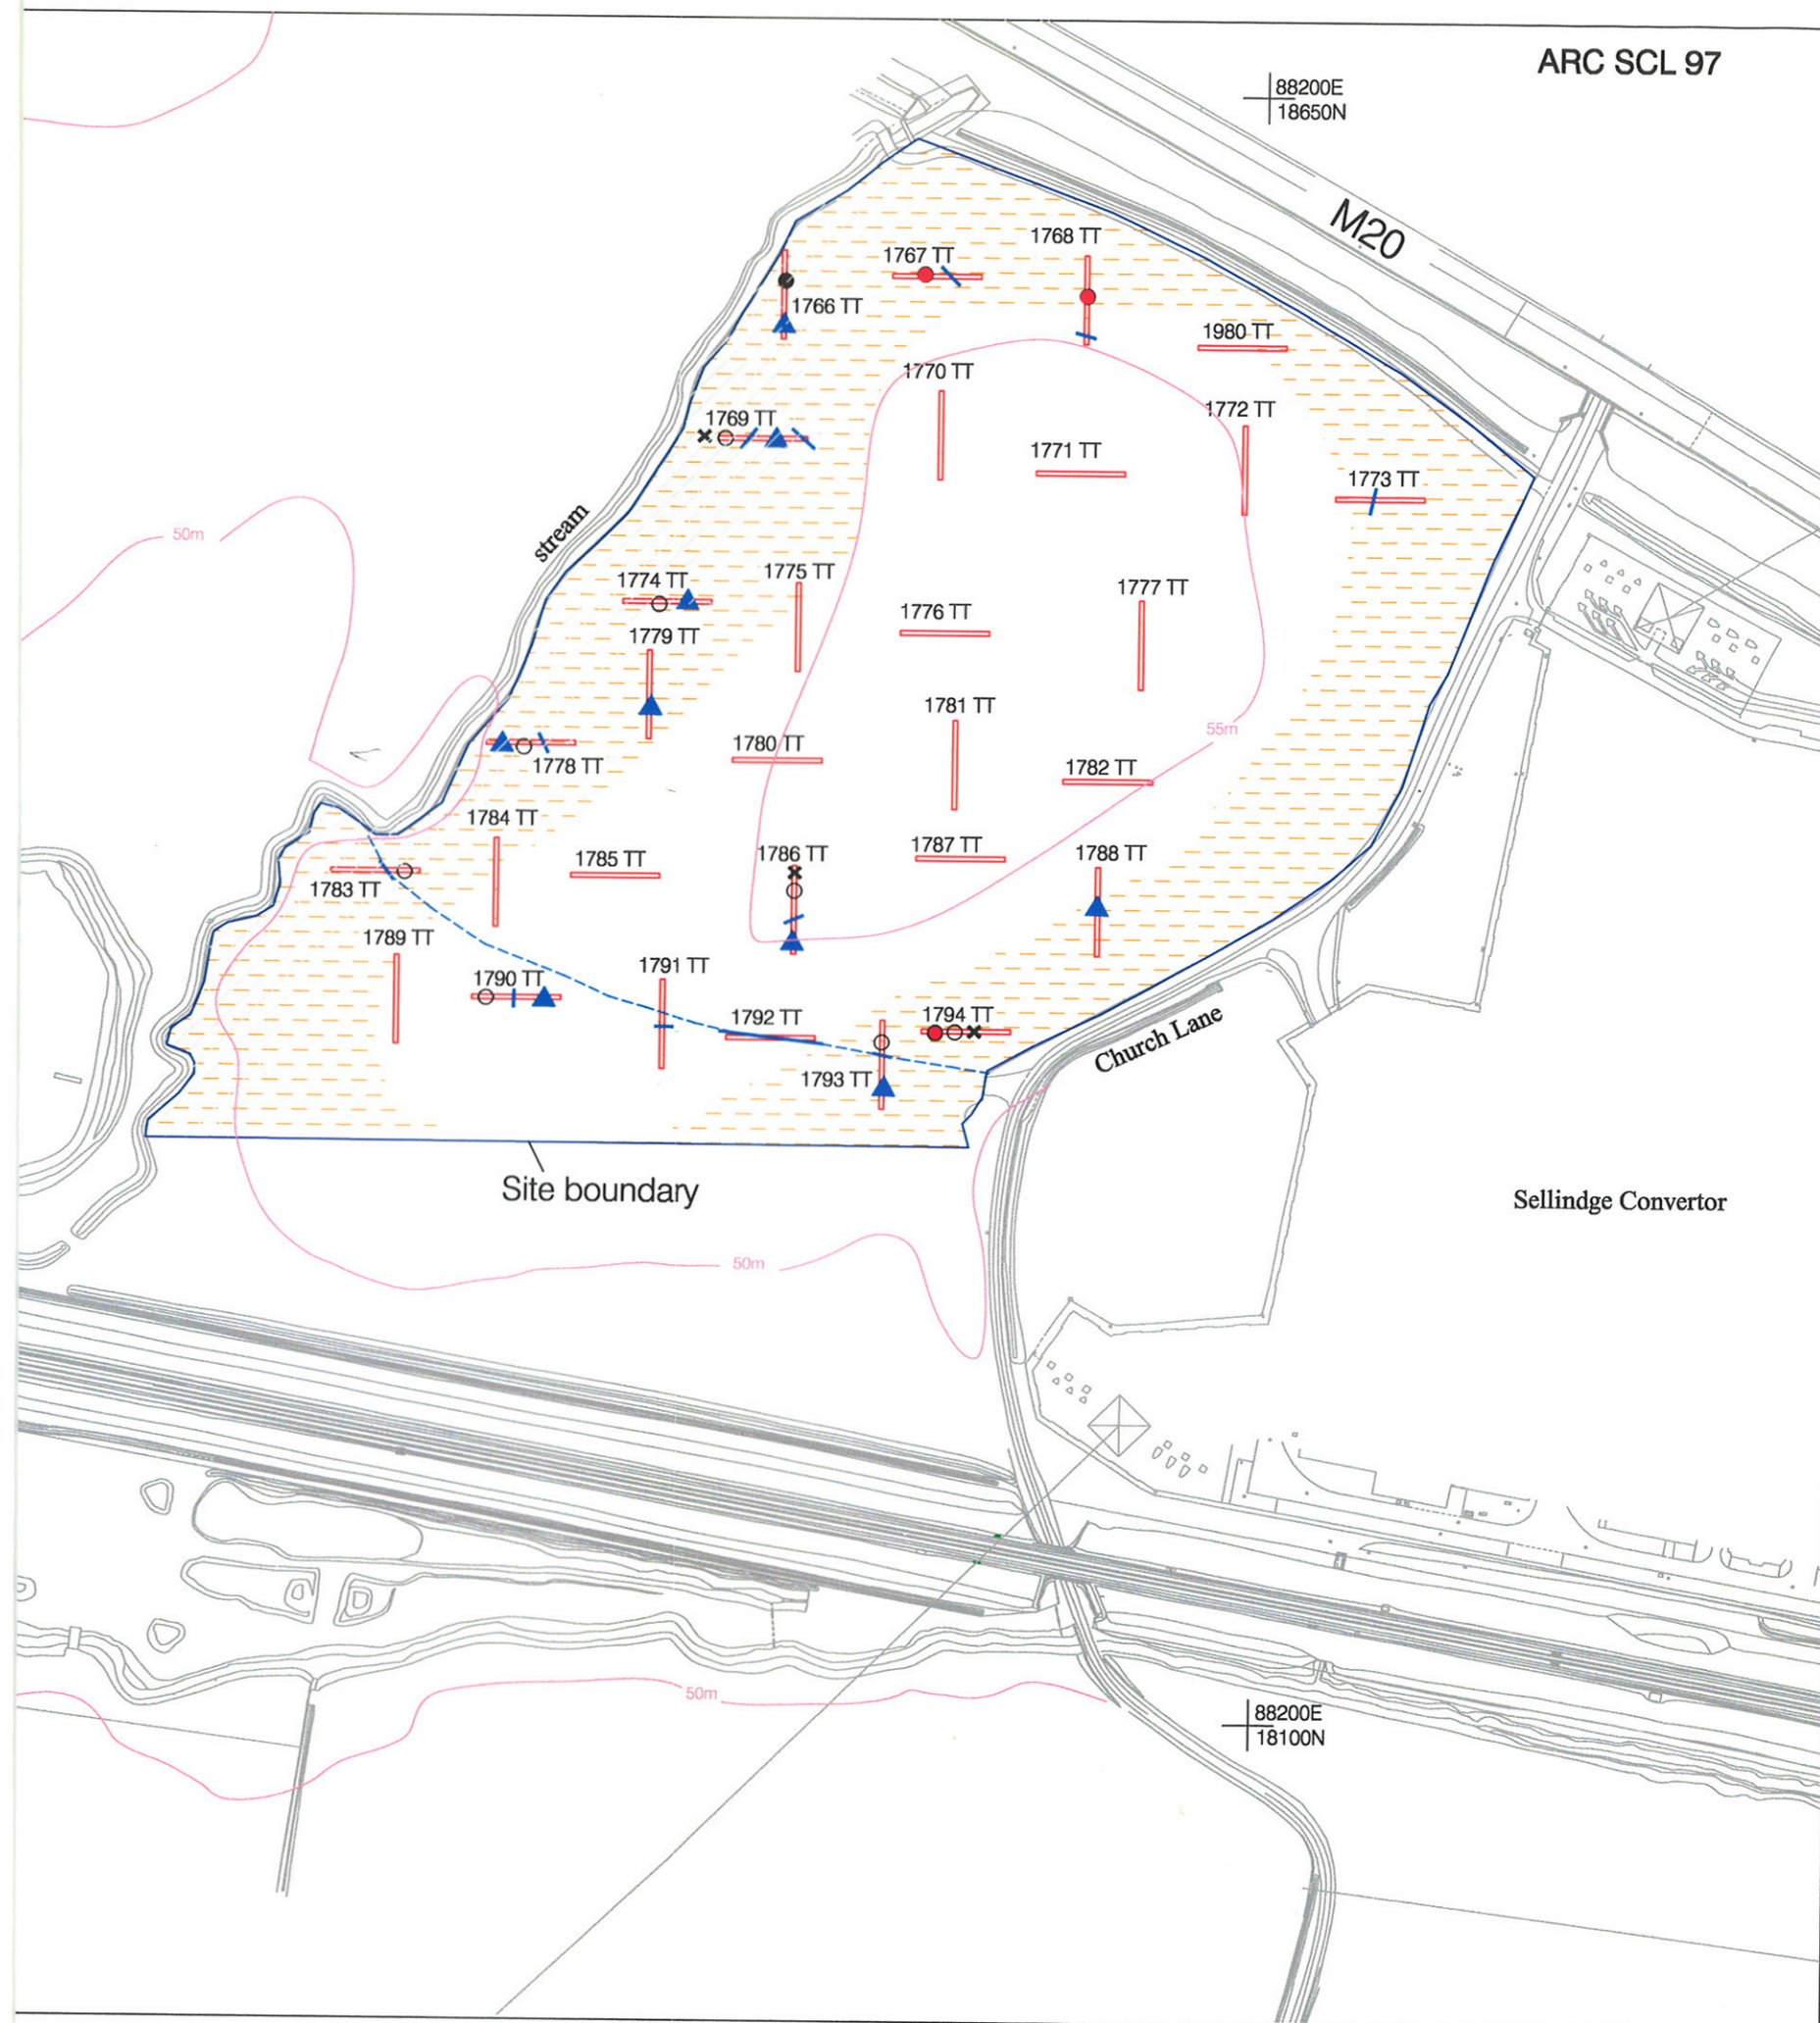 ARC SCL 97
88200E
18650N
M20
1768 TT
1767 TT
1766 TT
1980 TT
1770 TT
1772 TT
1769 TT
1771 TT
1773 TT
50m
stream
1774 TT
1775 TT
1777 TT
1776 TT
1779 TT
1781 TT
55m
1780 TT
1778 TT
1782 TT
1784 TT
1785 TT
1786 TT
1787 TT
1788 TT
1783 TT
1789 TT
1790 TT
1791 TT
1792 TT
1794 TT
Church Lane
1793 TT
Site boundary
Sellindge Convertor
50m
50m
88200E
18100N